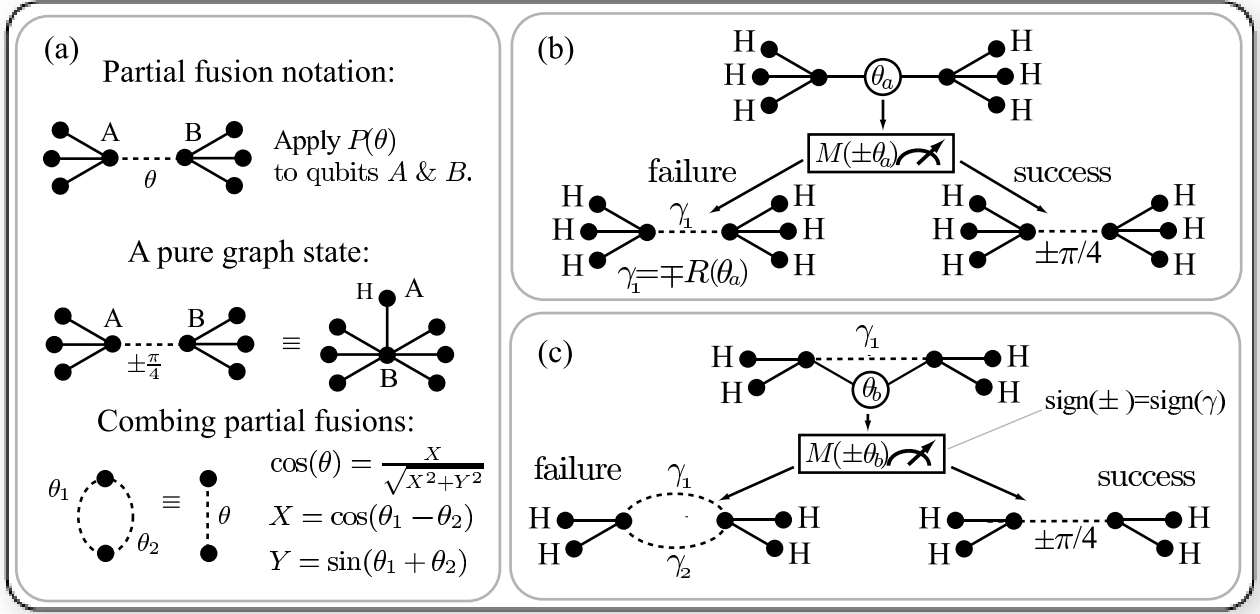 (a)
Partial fusion notation:
A B
θ
Apply P(θ)
to qubits A & B.
A pure graph state:
A B
±π/4
≡
H A
B
Combing partial fusions:
θ₁
θ₂
≡
θ
cos(θ) = X/√(X²+Y²)
X = cos(θ₁ − θ₂)
Y = sin(θ₁ + θ₂)
(b)
H H
H θₐ H
H H
M(±θₐ)
failure
success
H γ₁ H
H H
H H
γ₁=∓R(θₐ)
H H
H H
H H
±π/4
(c)
γ₁
H H
H θ_b H
sign(±)=sign(γ)
M(±θ_b)
failure
success
γ₁
H H
H H
γ₂
H H
H H
±π/4